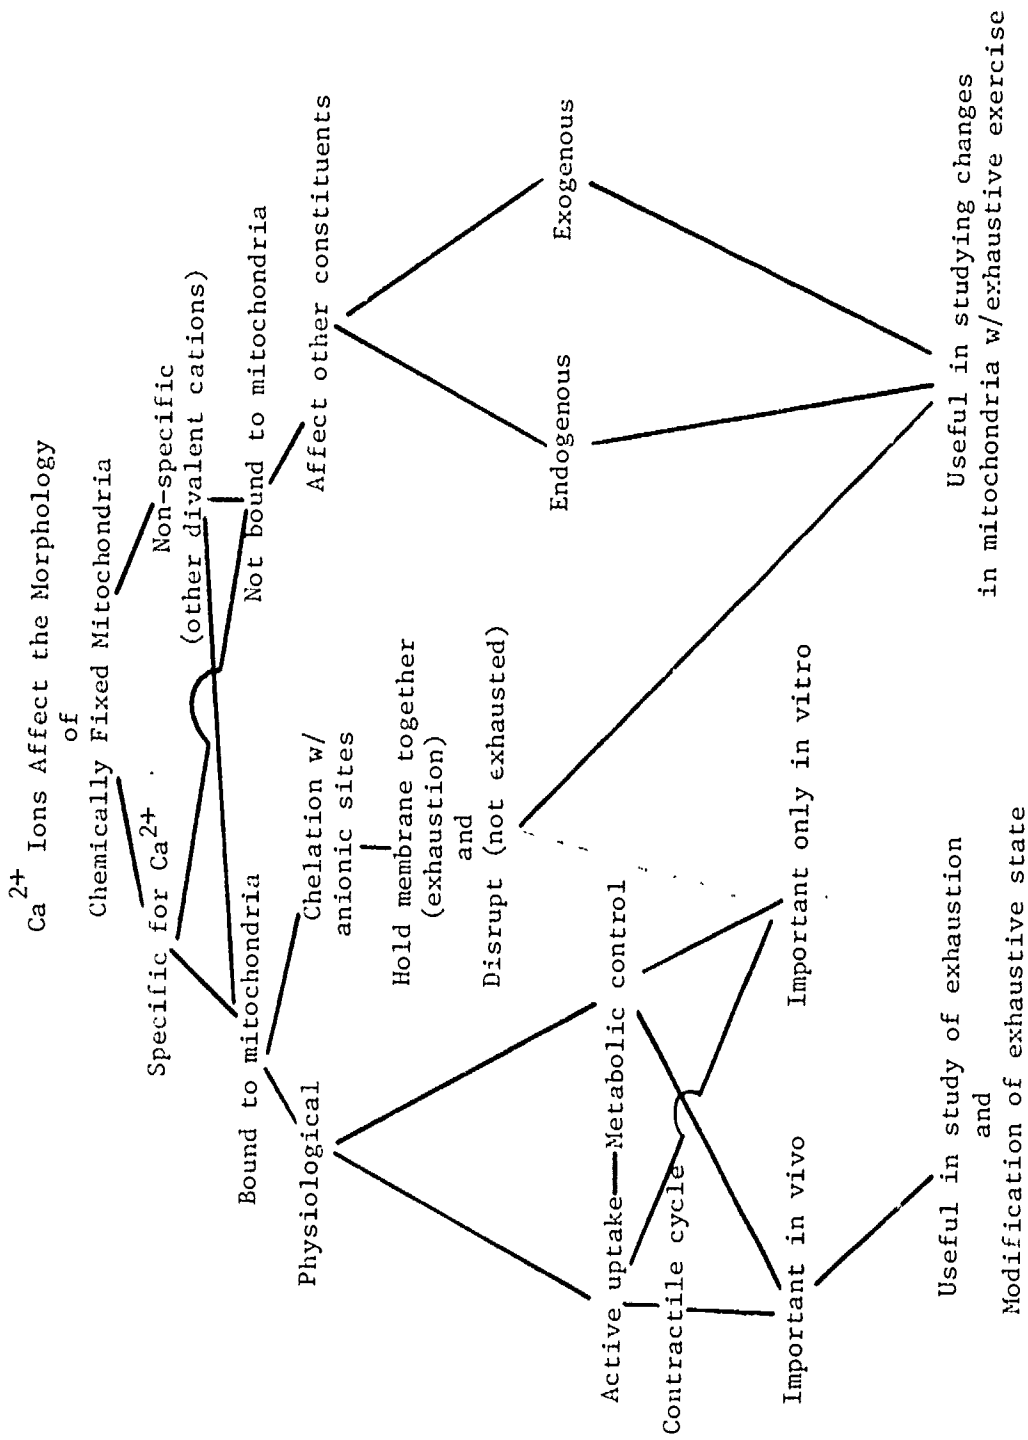 Ca2+ Ions Affect the Morphology
of
Chemically Fixed Mitochondria
Specific for Ca2+
Non-specific
(other divalent cations)
Bound to mitochondria
Not bound to mitochondria
Physiological
Chelation w/
anionic sites
Affect other constituents
Hold membrane together
(exhaustion)
and
Disrupt (not exhausted)
Endogenous
Exogenous
Active uptake—Metabolic control
Contractile cycle
Important in vivo
Important only in vitro
Useful in study of exhaustion
and
Modification of exhaustive state
Useful in studying changes
in mitochondria w/exhaustive exercise